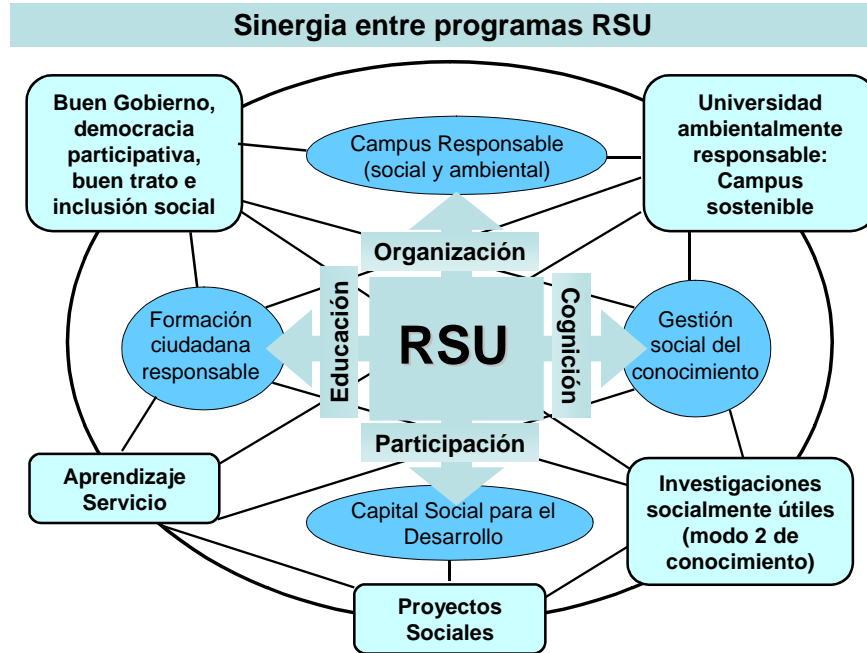 Sinergia entre programas RSU
Buen Gobierno,
democracia
participativa,
buen trato e
inclusión social
Campus Responsable
(social y ambiental)
Universidad
ambientalmente
responsable:
Campus
sostenible
Organización
Formación
ciudadana
responsable
Educación
RSU
Cognición
Gestión
social del
conocimiento
Participación
Aprendizaje
Servicio
Capital Social para el
Desarrollo
Investigaciones
socialmente útiles
(modo 2 de
conocimiento)
Proyectos
Sociales